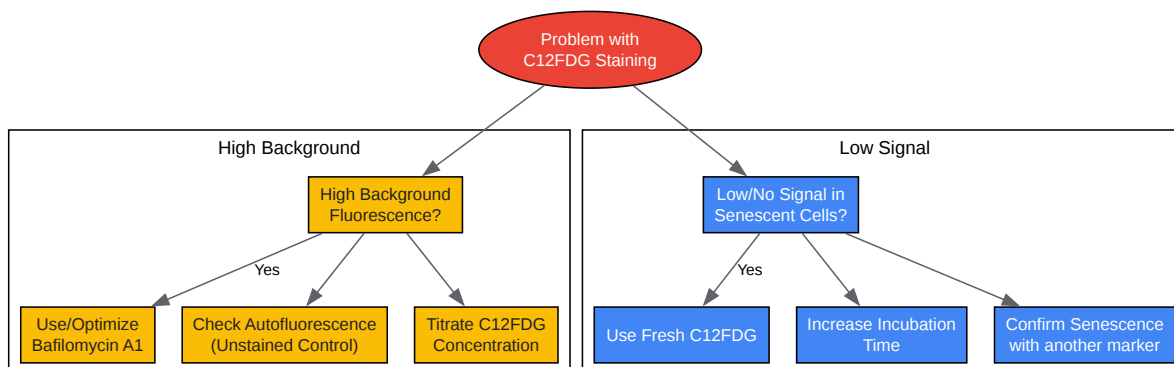 Problem with
C12FDG Staining
High Background
High Background
Fluorescence?
Yes
Use/Optimize
Bafilomycin A1
Check Autofluorescence
(Unstained Control)
Titrate C12FDG
Concentration
Low Signal
Low/No Signal in
Senescent Cells?
Yes
Use Fresh C12FDG
Increase Incubation
Time
Confirm Senescence
with another marker